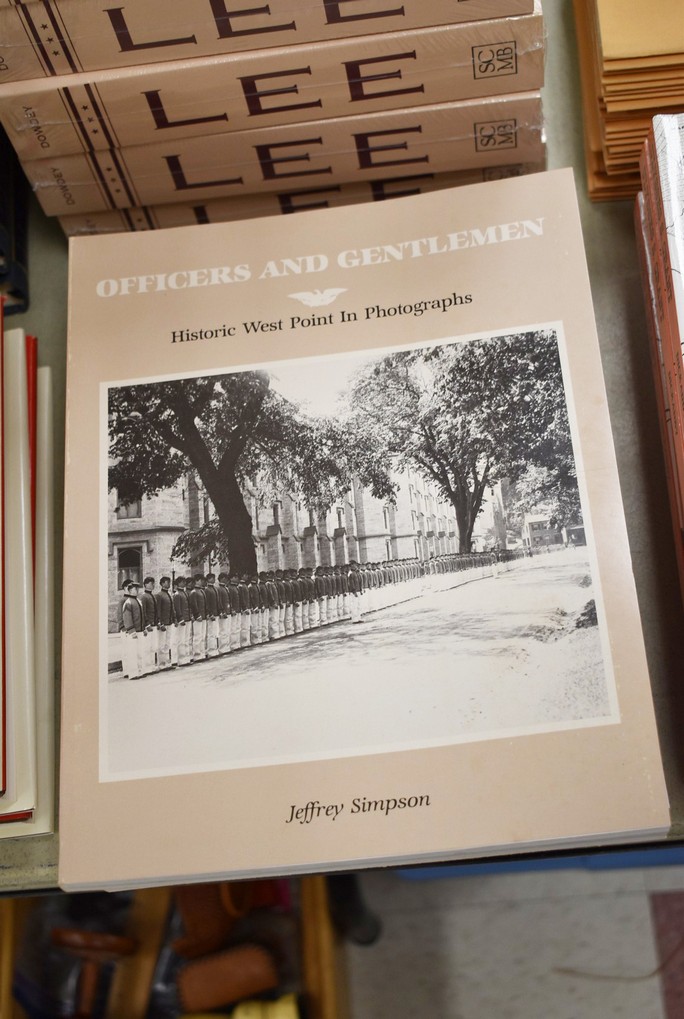 LEE
LEE
SC
MB
DOWDEY
LEE
SC
MB
DOWDEY
OFFICERS AND GENTLEMEN
Historic West Point In Photographs
Jeffrey Simpson